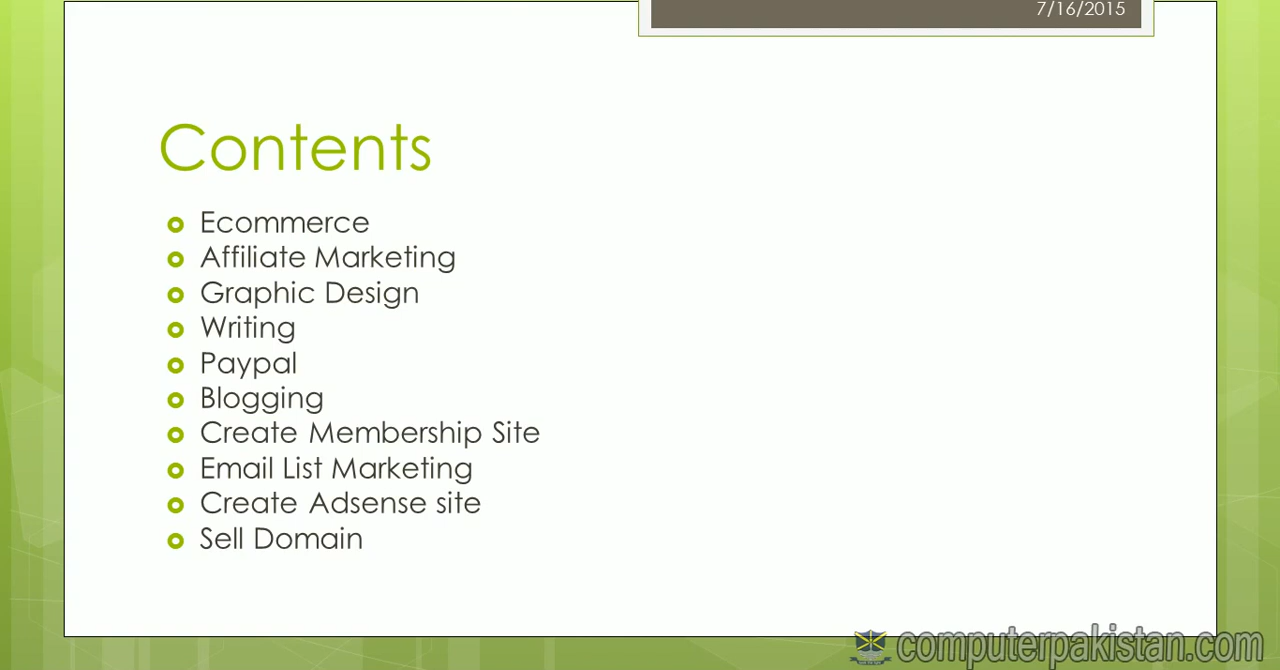 7/16/2015
Contents
Ecommerce
Affiliate Marketing
Graphic Design
Writing
Paypal
Blogging
Create Membership Site
Email List Marketing
Create Adsense site
Sell Domain
computerpakistan.com